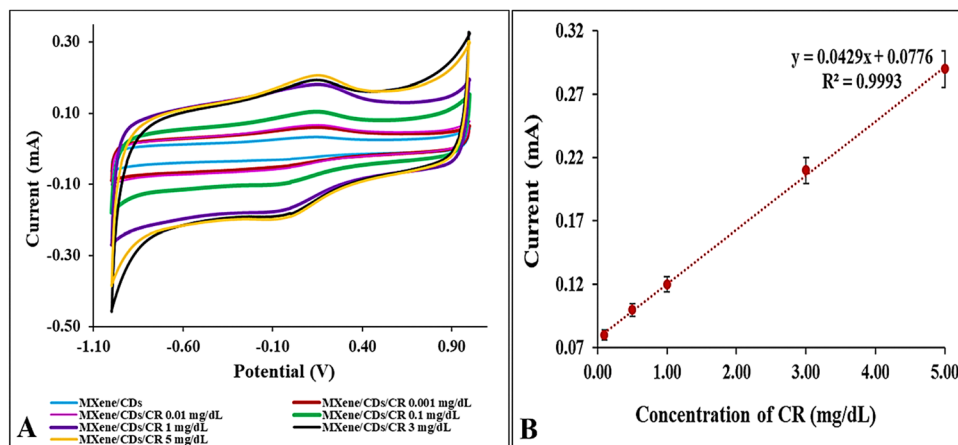 A
Current (mA)
0.30
0.10
-0.10
-0.30
-0.50
-1.10
-0.60
-0.10
0.40
0.90
Potential (V)
MXene/CDs
MXene/CDs/CR 0.001 mg/dL
MXene/CDs/CR 0.01 mg/dL
MXene/CDs/CR 0.1 mg/dL
MXene/CDs/CR 1 mg/dL
MXene/CDs/CR 3 mg/dL
MXene/CDs/CR 5 mg/dL
B
Current (mA)
0.32
0.27
0.22
0.17
0.12
0.07
y = 0.0429x + 0.0776
R² = 0.9993
0.00
1.00
2.00
3.00
4.00
5.00
Concentration of CR (mg/dL)